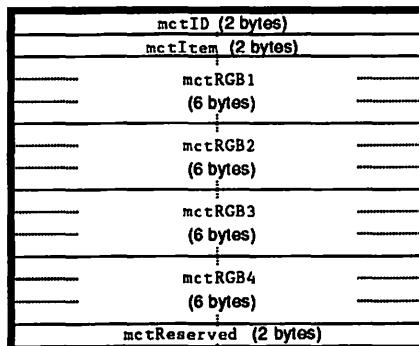 mctID (2 bytes)
mctItem (2 bytes)
mctRGB1
(6 bytes)
mctRGB2
(6 bytes)
mctRGB3
(6 bytes)
mctRGB4
(6 bytes)
mctReserved (2 bytes)